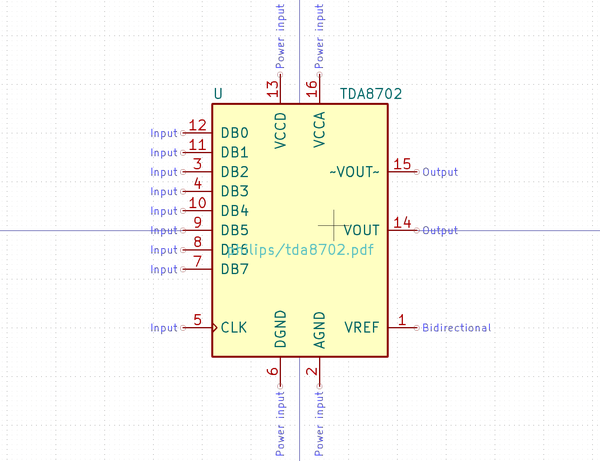 Power input Power input
13 16
U TDA8702
VCCD VCCA
Input 12 DB0
Input 11 DB1
Input 3 DB2 ~VOUT~ 15 Output
Input 4 DB3
Input 10 DB4
Input 9 DB5 VOUT 14 Output
Input 8 DB6 philips/tda8702.pdf
Input 7 DB7
Input 5 CLK DGND AGND VREF 1 Bidirectional
6 2
Power input Power input